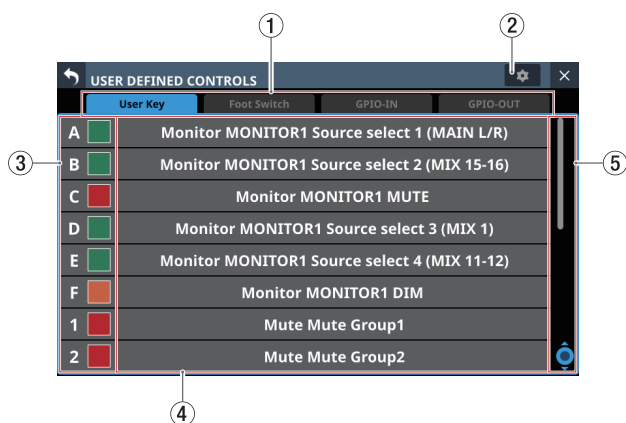 1 2
USER DEFINED CONTROLS
User Key Foot Switch GPIO-IN GPIO-OUT
A Monitor MONITOR1 Source select 1 (MAIN L/R)
3 B Monitor MONITOR1 Source select 2 (MIX 15-16) 5
C Monitor MONITOR1 MUTE
D Monitor MONITOR1 Source select 3 (MIX 1)
E Monitor MONITOR1 Source select 4 (MIX 11-12)
F Monitor MONITOR1 DIM
1 Mute Mute Group1
2 Mute Mute Group2
4